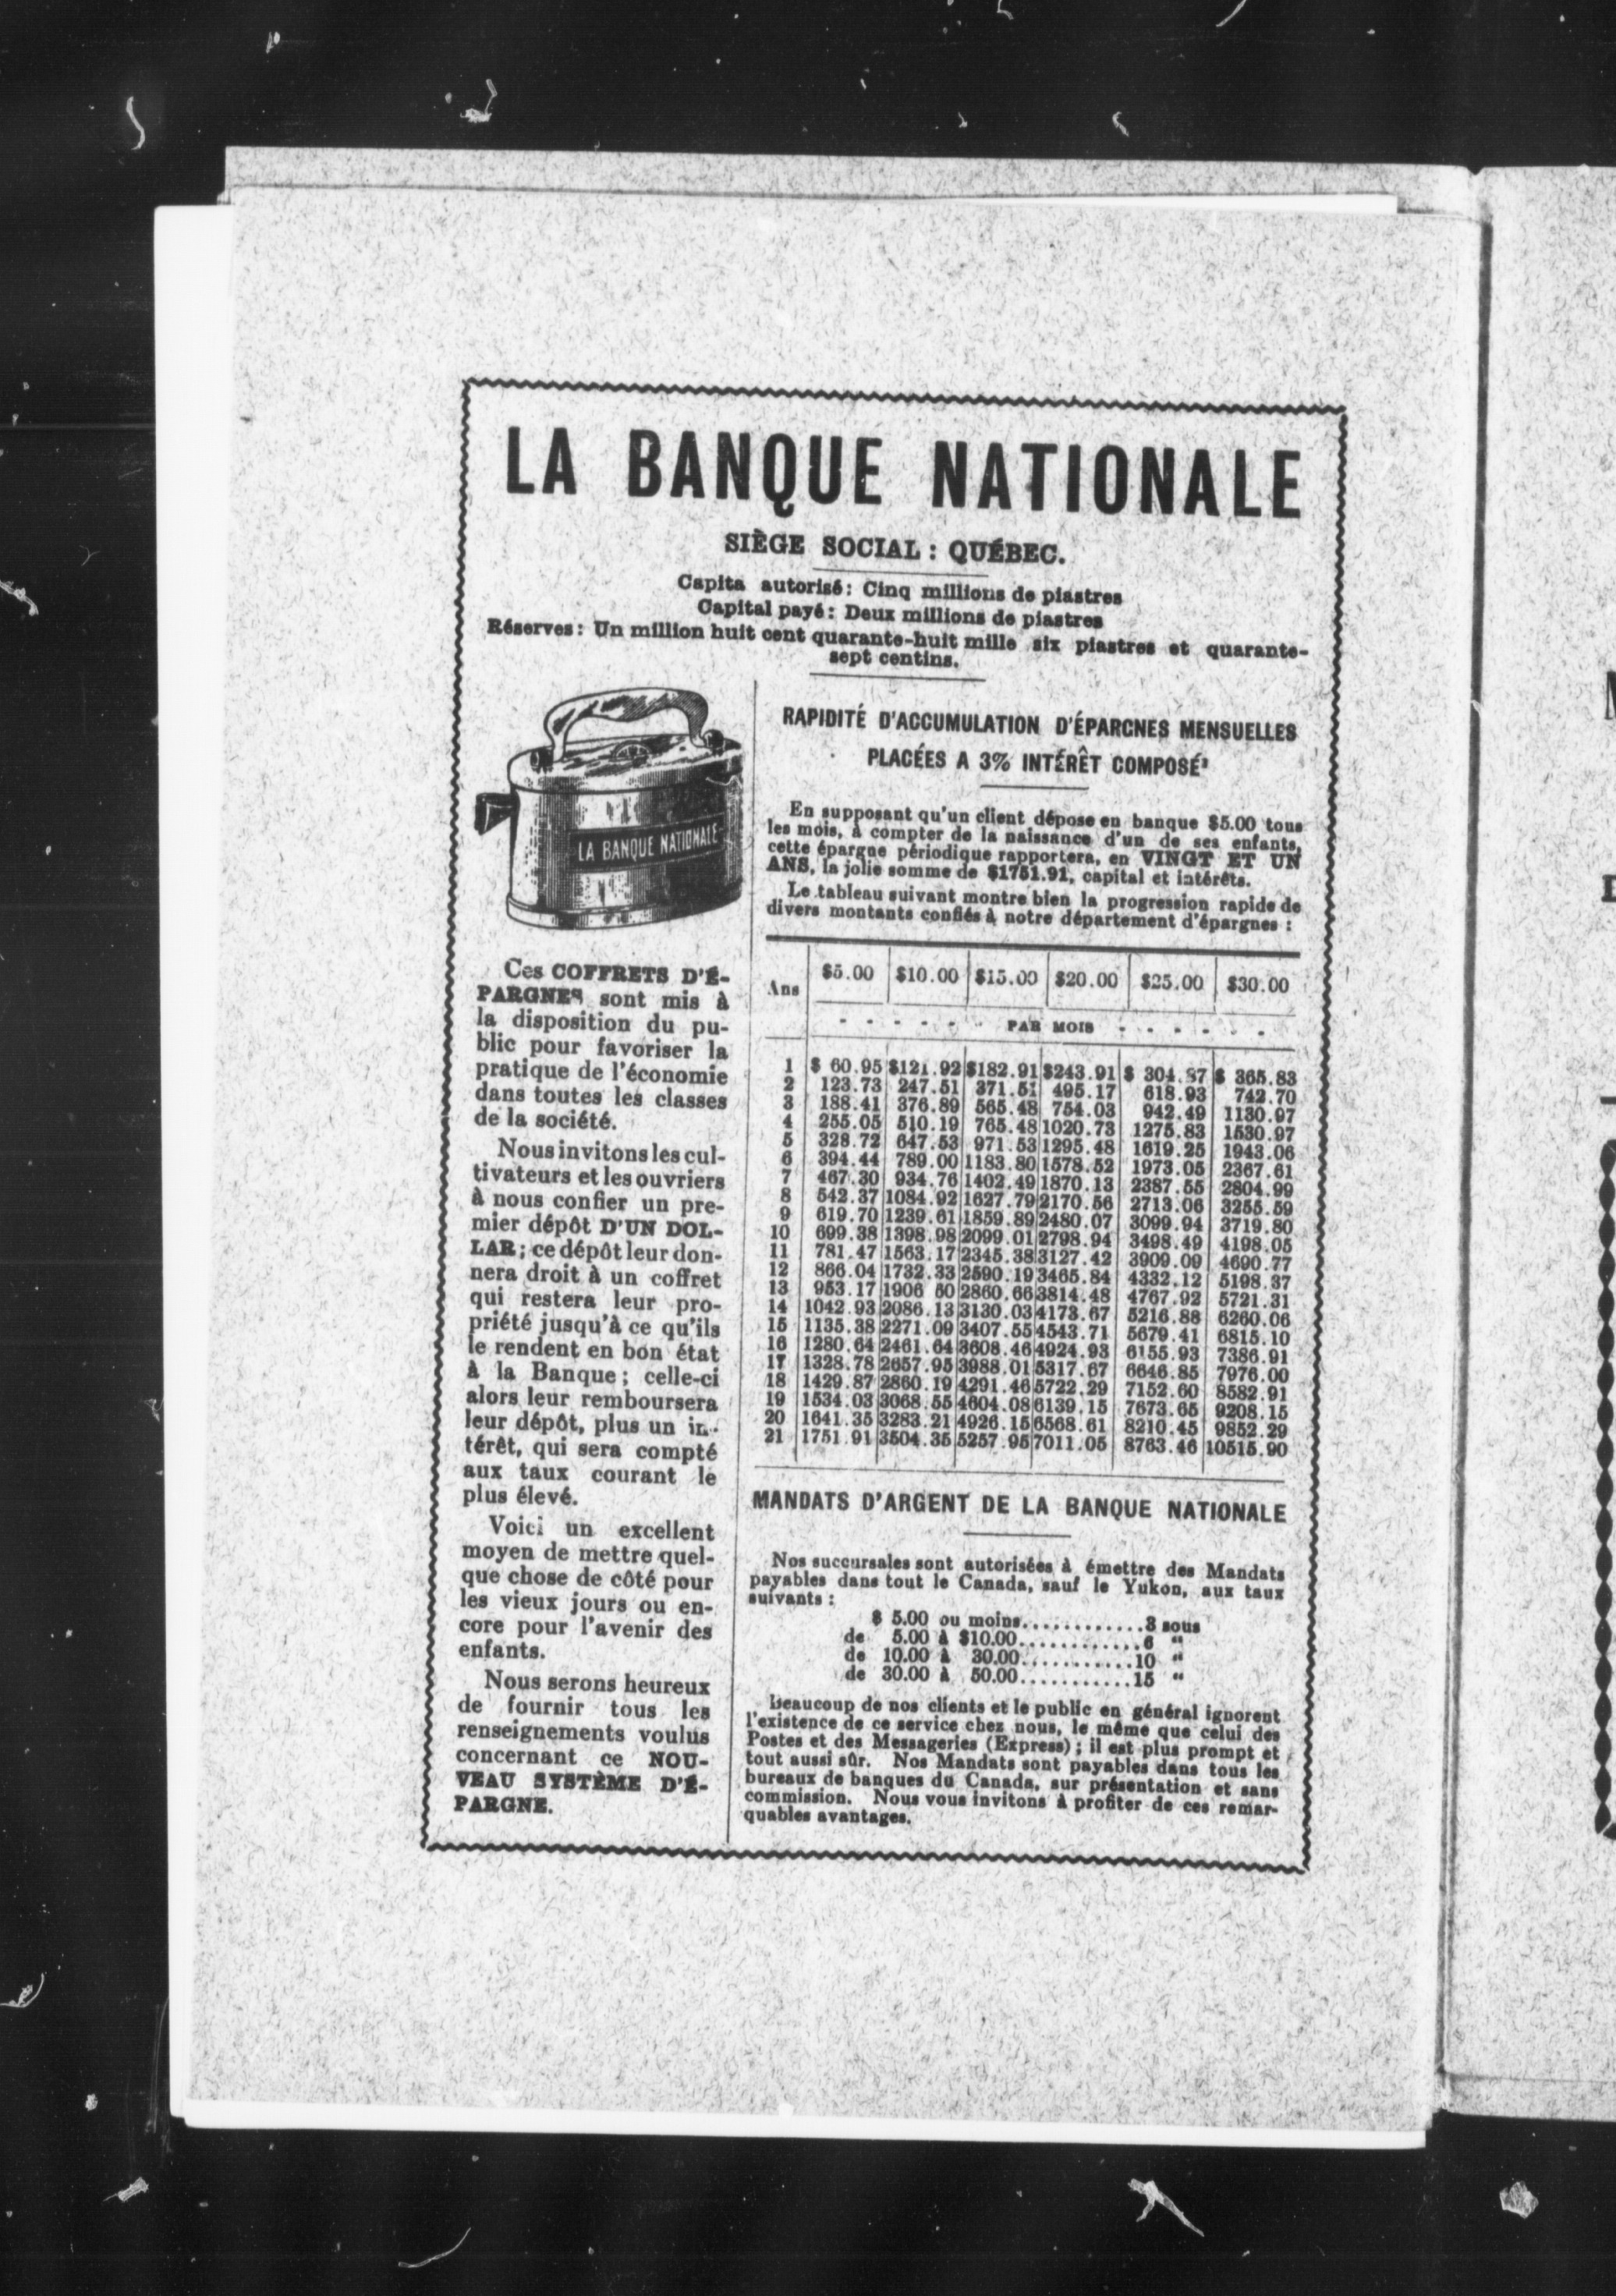 LA BANQUE NATIONALE
SIÈGE SOCIAL : QUÉBEC.
Capita autorisé : Cinq millions de piastres
Capital payé : Deux millions de piastres
Réserves : Un million huit cent quarante-huit mille six piastres et quarante-
sept centins.
LA BANQUE NATIONALE
Ces COFFRETS D'É-
PARGNES sont mis à
la disposition du pu-
blic pour favoriser la
pratique de l'économie
dans toutes les classes
de la société.
Nous invitons les cul-
tivateurs et les ouvriers
à nous confier un pre-
mier dépôt D'UN DOL-
LAR ; ce dépôt leur don-
nera droit à un coffret
qui restera leur pro-
priété jusqu'à ce qu'ils
le rendent en bon état
à la Banque ; celle-ci
alors leur remboursera
leur dépôt, plus un in-
térêt, qui sera compté
aux taux courant le
plus élevé.
Voici un excellent
moyen de mettre quel-
que chose de côté pour
les vieux jours ou en-
core pour l'avenir des
enfants.
Nous serons heureux
de fournir tous les
renseignements voulus
concernant ce NOU-
VEAU SYSTÈME D'É-
PARGNE.
RAPIDITÉ D'ACCUMULATION D'ÉPARGNES MENSUELLES
PLACÉES A 3% INTÉRÊT COMPOSÉ
En supposant qu'un client dépose en banque $5.00 tous
les mois, à compter de la naissance d'un de ses enfants,
cette épargne périodique rapportera, en VINGT ET UN
ANS, la jolie somme de $1751.91, capital et intérêts.
Le tableau suivant montre bien la progression rapide de
divers montants confiés à notre département d'épargnes :
Ans $5.00 $10.00 $15.00 $20.00 $25.00 $30.00
- - - - - - PAR MOIS - - - - - -
1 $ 60.95 $121.92 $182.91 $243.91 $ 304.87 $ 365.83
2 123.73 247.51 371.51 495.17 618.93 742.70
3 188.41 376.89 565.48 754.03 942.49 1130.97
4 255.05 510.19 765.48 1020.73 1275.83 1530.97
5 328.72 647.53 971.53 1295.48 1619.25 1943.06
6 394.44 789.00 1183.80 1578.52 1973.05 2367.61
7 467.30 934.76 1402.49 1870.13 2387.55 2804.99
8 542.37 1084.92 1627.79 2170.56 2713.06 3255.59
9 619.70 1239.61 1859.89 2480.07 3099.94 3719.80
10 699.38 1398.98 2099.01 2798.94 3498.49 4198.05
11 781.47 1563.17 2345.38 3127.42 3909.09 4690.77
12 866.04 1732.33 2590.19 3465.84 4332.12 5198.37
13 953.17 1906 50 2860.66 3814.48 4767.92 5721.31
14 1042.93 2086.13 3130.03 4173.67 5216.88 6260.06
15 1135.38 2271.09 3407.55 4543.71 5679.41 6815.10
16 1280.64 2461.64 3608.46 4924.93 6155.93 7386.91
17 1328.78 2657.95 3988.01 5317.67 6646.85 7976.00
18 1429.87 2860.19 4291.46 5722.29 7152.60 8582.91
19 1534.03 3068.55 4604.08 6139.15 7673.65 9208.15
20 1641.35 3283.21 4926.15 6568.61 8210.45 9852.29
21 1751.91 3504.35 5257.95 7011.05 8763.46 10515.90
MANDATS D'ARGENT DE LA BANQUE NATIONALE
Nos succursales sont autorisées à émettre des Mandats
payables dans tout le Canada, sauf le Yukon, aux taux
suivants :
$ 5.00 ou moins............3 sous
de 5.00 à $10.00............6 "
de 10.00 à 30.00...........10 "
de 30.00 à 50.00...........15 "
Beaucoup de nos clients et le public en général ignorent
l'existence de ce service chez nous, le même que celui des
Postes et des Messageries (Express) ; il est plus prompt et
tout aussi sûr. Nos Mandats sont payables dans tous les
bureaux de banques du Canada, sur présentation et sans
commission. Nous vous invitons à profiter de ces remar-
quables avantages.